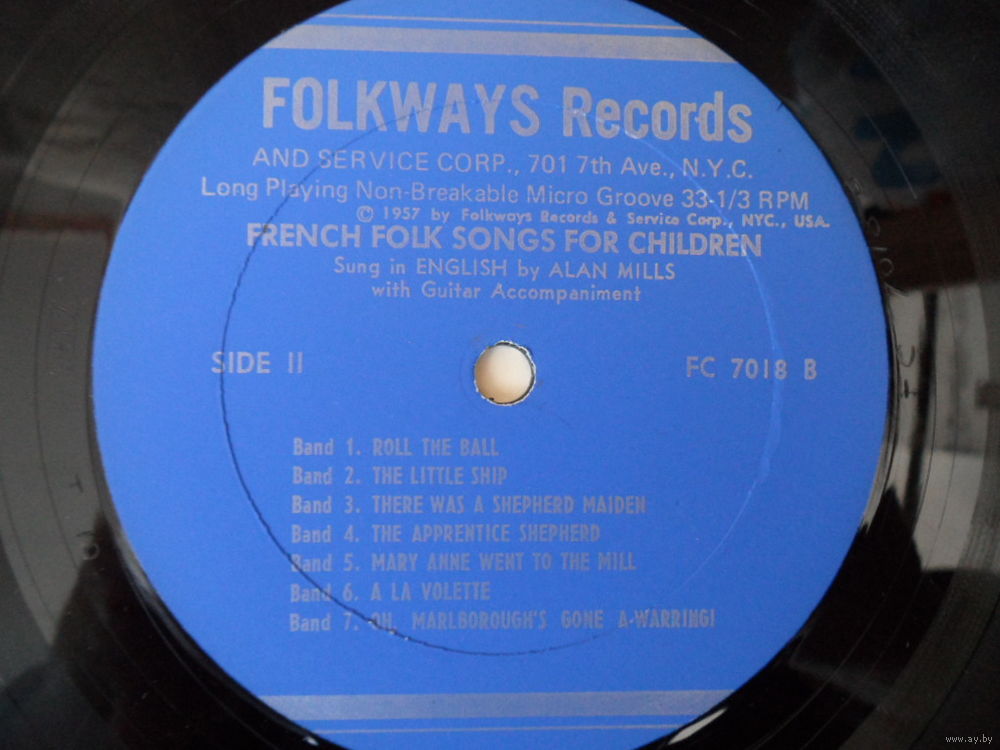 FOLKWAYS Records
AND SERVICE CORP., 701 7th Ave., N.Y.C.
Long Playing Non-Breakable Micro Groove 33-1/3 RPM
© 1957 by Folkways Records & Service Corp., NYC., USA.
FRENCH FOLK SONGS FOR CHILDREN
Sung in ENGLISH by ALAN MILLS
with Guitar Accompaniment
SIDE II
FC 7018 B
Band 1. ROLL THE BALL
Band 2. THE LITTLE SHIP
Band 3. THERE WAS A SHEPHERD MAIDEN
Band 4. THE APPRENTICE SHEPHERD
Band 5. MARY ANNE WENT TO THE MILL
Band 6. A LA VOLETTE
Band 7. OH, MARLBOROUGH'S GONE A-WARRING!
www.ay.by